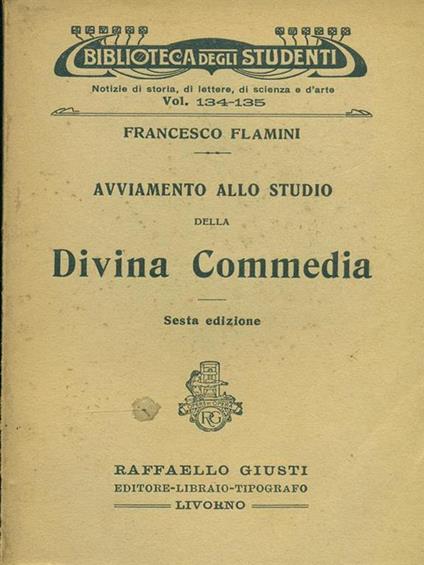 BIBLIOTECA DEGLI STUDENTI
Notizie di storia, di lettere, di scienza e d'arte
Vol. 134-135
FRANCESCO FLAMINI
AVVIAMENTO ALLO STUDIO
DELLA
Divina Commedia
Sesta edizione
RG
RAFFAELLO GIUSTI
EDITORE-LIBRAIO-TIPOGRAFO
LIVORNO